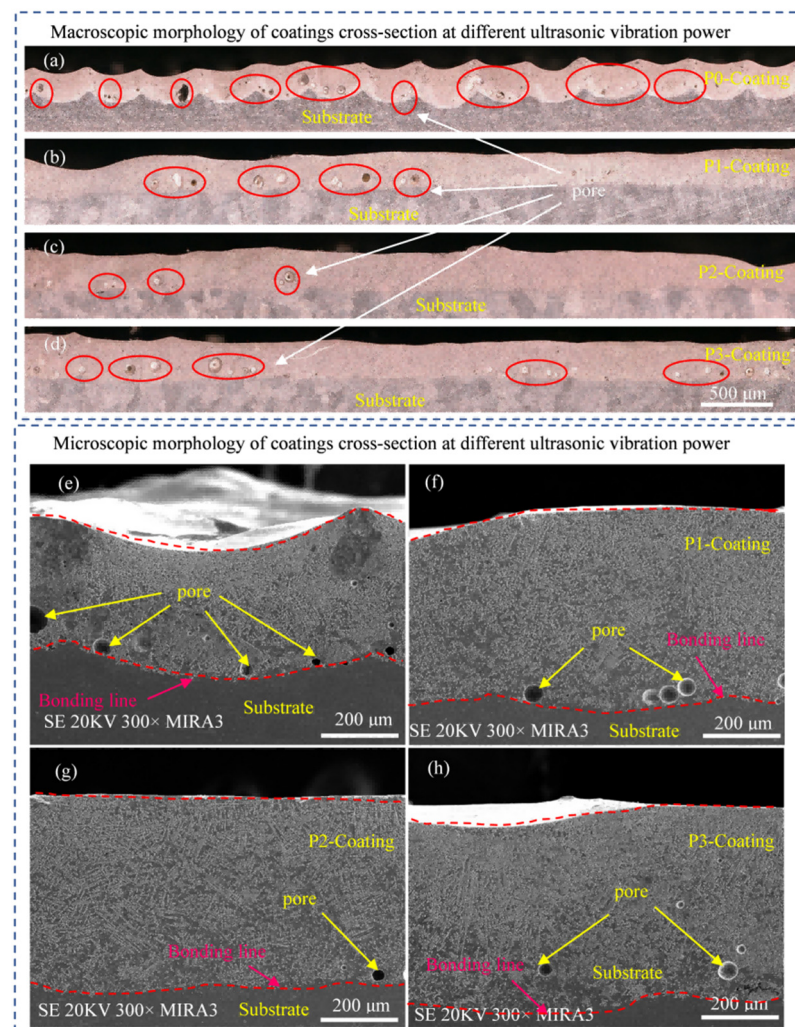 Macroscopic morphology of coatings cross-section at different ultrasonic vibration power
(a)
P0-Coating
Substrate
(b)
P1-Coating
pore
Substrate
(c)
P2-Coating
Substrate
(d)
P3-Coating
Substrate
500 μm
Microscopic morphology of coatings cross-section at different ultrasonic vibration power
(e)
pore
Bonding line
Substrate
SE 20KV 300× MIRA3
200 μm
(f)
P1-Coating
pore
Bonding line
Substrate
SE 20KV 300× MIRA3
200 μm
(g)
P2-Coating
pore
Bonding line
Substrate
SE 20KV 300× MIRA3
200 μm
(h)
P3-Coating
pore
Bonding line
Substrate
SE 20KV 300× MIRA3
200 μm